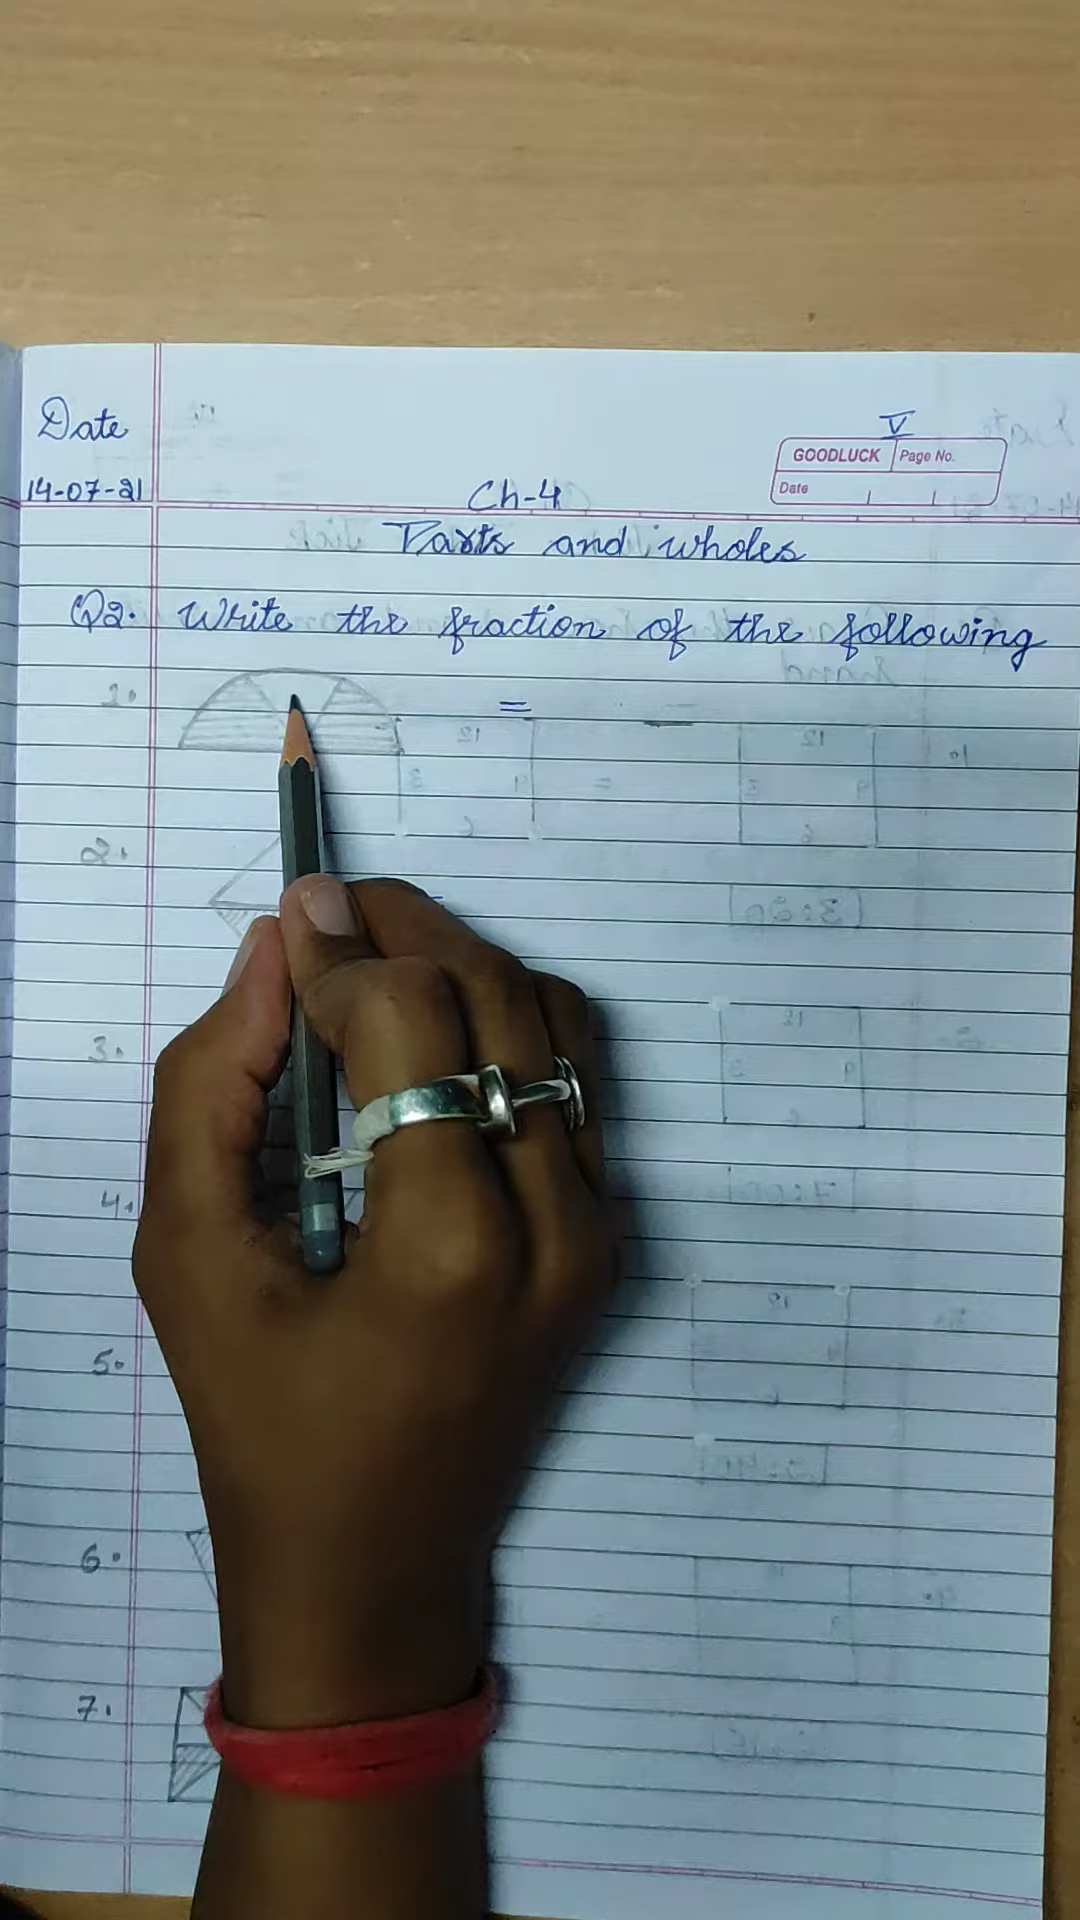 Date
V
GOODLUCK Page No.
Date
14-07-21
Ch-4
Parts and wholes
Q2. Write the fraction of the following
1. =
2.
3.
4.
5.
6.
7.